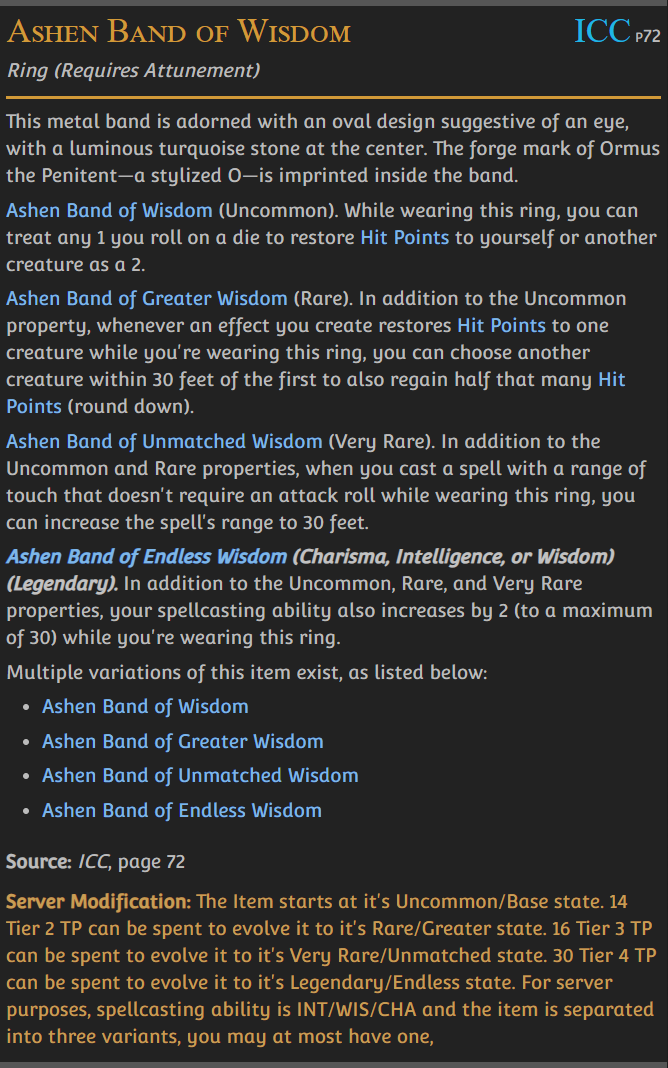 Ashen Band of Wisdom ICC P72
Ring (Requires Attunement)
This metal band is adorned with an oval design suggestive of an eye,
with a luminous turquoise stone at the center. The forge mark of Ormus
the Penitent—a stylized O—is imprinted inside the band.
Ashen Band of Wisdom (Uncommon). While wearing this ring, you can
treat any 1 you roll on a die to restore Hit Points to yourself or another
creature as a 2.
Ashen Band of Greater Wisdom (Rare). In addition to the Uncommon
property, whenever an effect you create restores Hit Points to one
creature while you're wearing this ring, you can choose another
creature within 30 feet of the first to also regain half that many Hit
Points (round down).
Ashen Band of Unmatched Wisdom (Very Rare). In addition to the
Uncommon and Rare properties, when you cast a spell with a range of
touch that doesn't require an attack roll while wearing this ring, you
can increase the spell's range to 30 feet.
Ashen Band of Endless Wisdom (Charisma, Intelligence, or Wisdom)
(Legendary). In addition to the Uncommon, Rare, and Very Rare
properties, your spellcasting ability also increases by 2 (to a maximum
of 30) while you're wearing this ring.
Multiple variations of this item exist, as listed below:
• Ashen Band of Wisdom
• Ashen Band of Greater Wisdom
• Ashen Band of Unmatched Wisdom
• Ashen Band of Endless Wisdom
Source: ICC, page 72
Server Modification: The Item starts at it's Uncommon/Base state. 14
Tier 2 TP can be spent to evolve it to it's Rare/Greater state. 16 Tier 3 TP
can be spent to evolve it to it's Very Rare/Unmatched state. 30 Tier 4 TP
can be spent to evolve it to it's Legendary/Endless state. For server
purposes, spellcasting ability is INT/WIS/CHA and the item is separated
into three variants, you may at most have one,